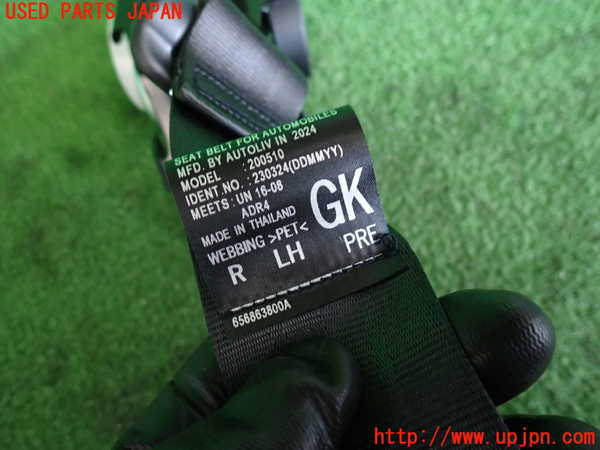 USED PARTS JAPAN
SEAT BELT FOR AUTOMOBILES
MFD. BY AUTOLIV IN 2024
MODEL :200510
IDENT NO. :230324(DDMMYY)
MEETS: UN 16-08
ADR4
GK
MADE IN THAILAND
WEBBING >PET<
R LH PRE
656863800A
http://www.upjpn.com